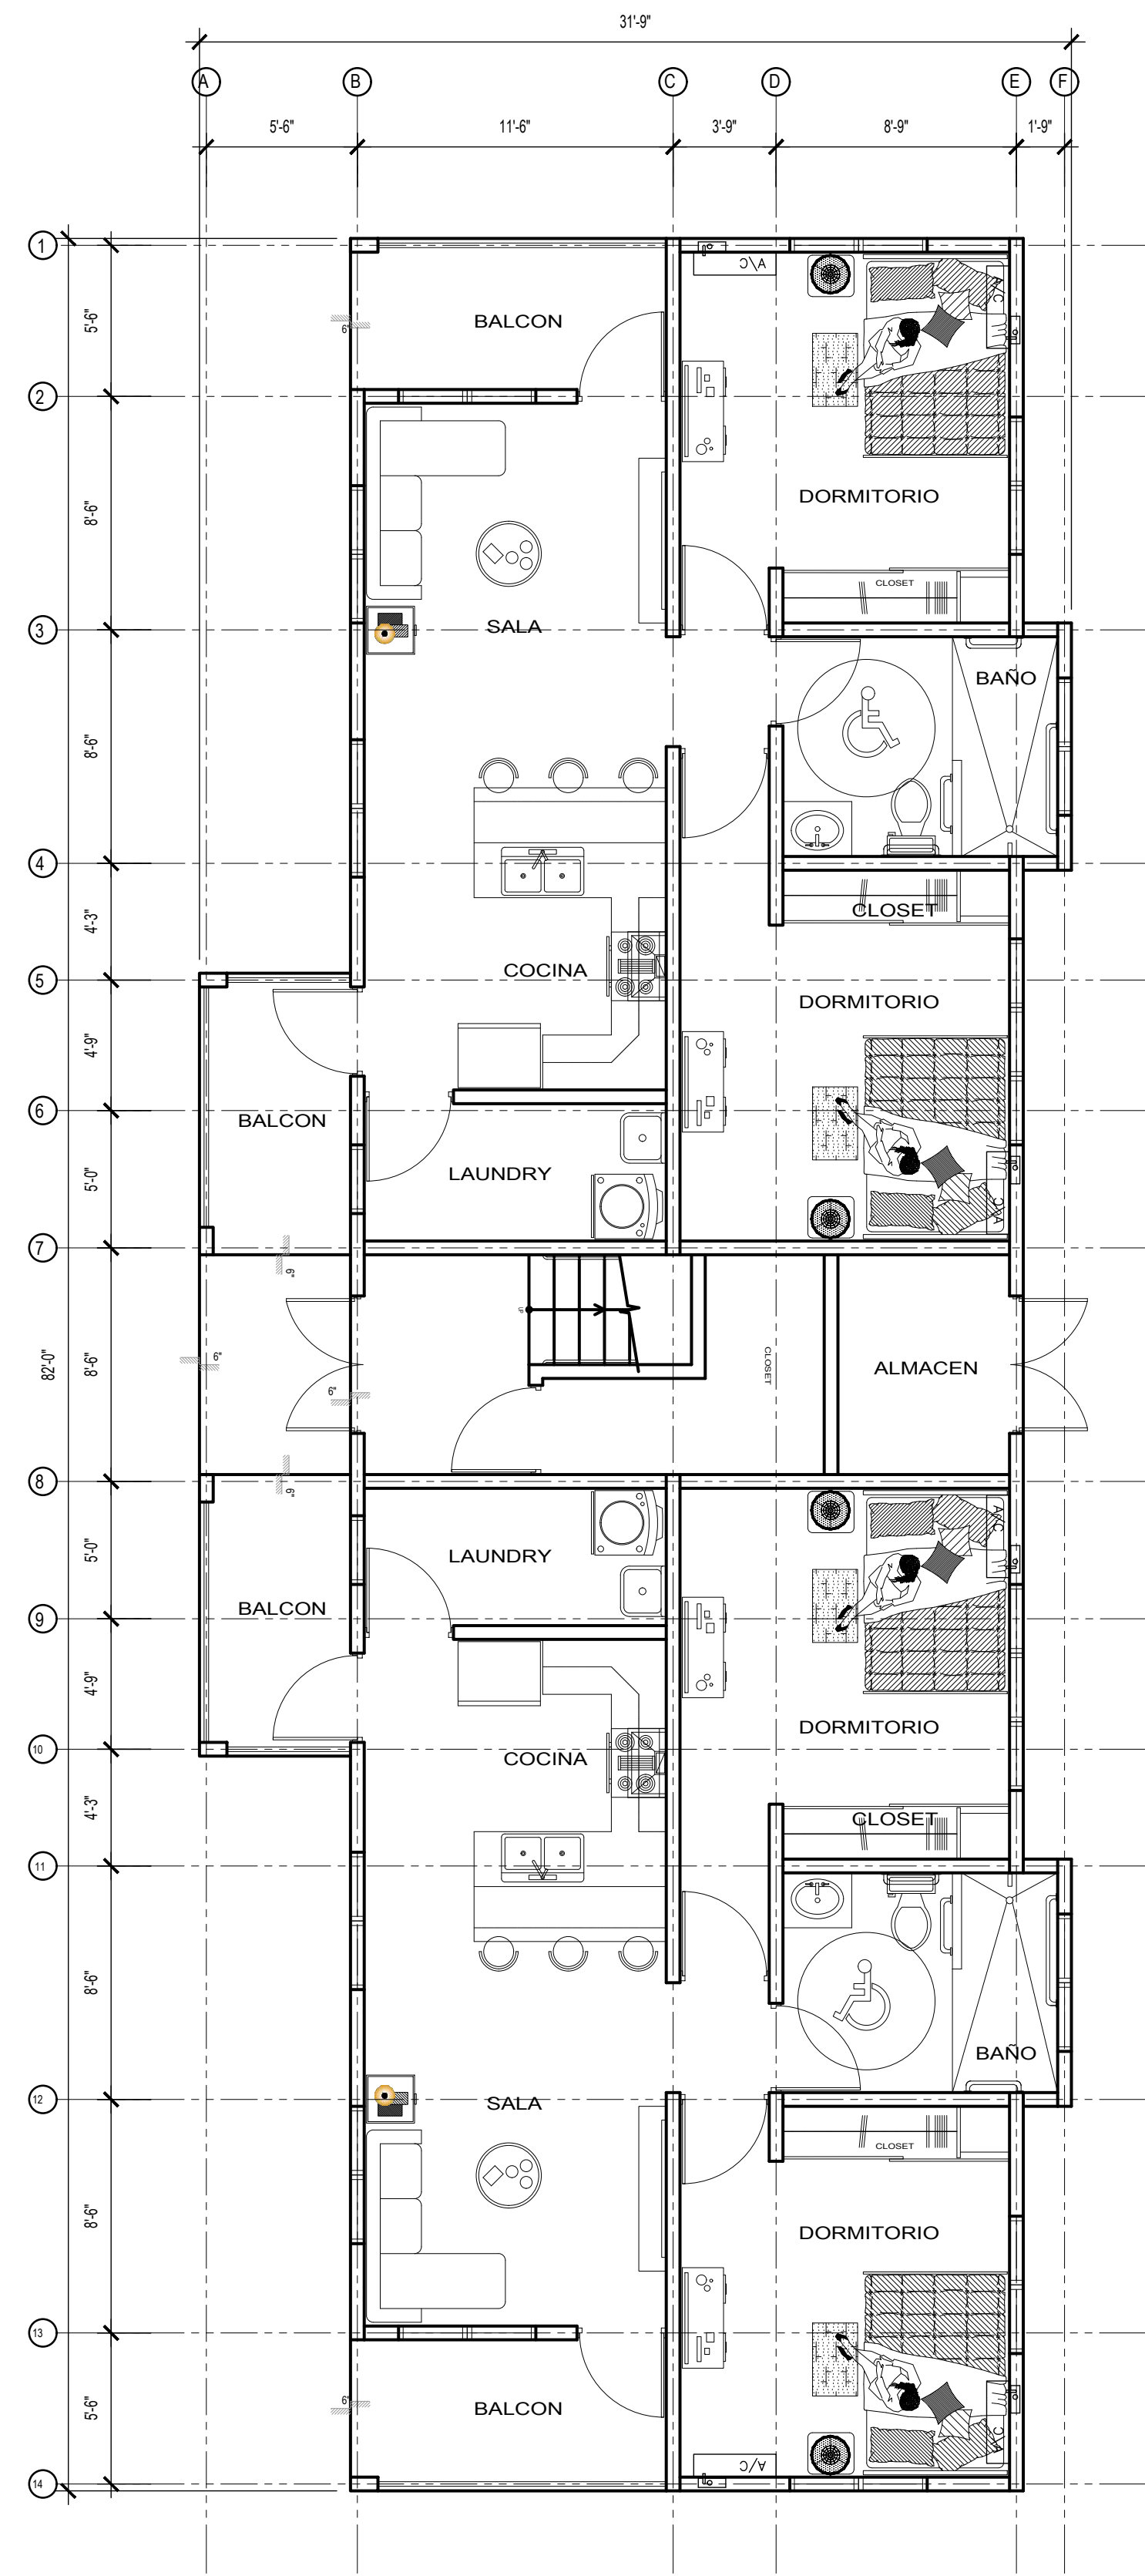 31'-9"
A B C D E F
5'-6" 11'-6" 3'-9" 8'-9" 1'-9"
1
A/C
A/C
5'-6"
BALCON
6"
2
DORMITORIO
8'-6"
CLOSET
SALA
3
BAÑO
8'-6"
4
CLOSET
4'-3"
COCINA
5
DORMITORIO
4'-9"
6
BALCON
LAUNDRY
5'-0"
A/C
7
6"
82'-0"
8'-6"
6"
6"
CLOSET
ALMACEN
8
6"
A/C
5'-0"
LAUNDRY
BALCON
9
4'-9"
DORMITORIO
10
COCINA
4'-3"
CLOSET
11
8'-6"
BAÑO
12
SALA
CLOSET
8'-6"
DORMITORIO
13
5'-6"
6"
BALCON
A/C
A/C
14